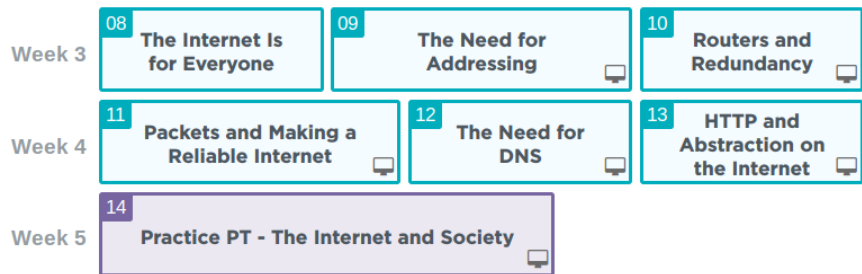 08
The Internet Is
for Everyone
09
The Need for
Addressing
10
Routers and
Redundancy
Week 3
11
Packets and Making a
Reliable Internet
12
The Need for
DNS
13
HTTP and
Abstraction on
the Internet
Week 4
14
Practice PT - The Internet and Society
Week 5